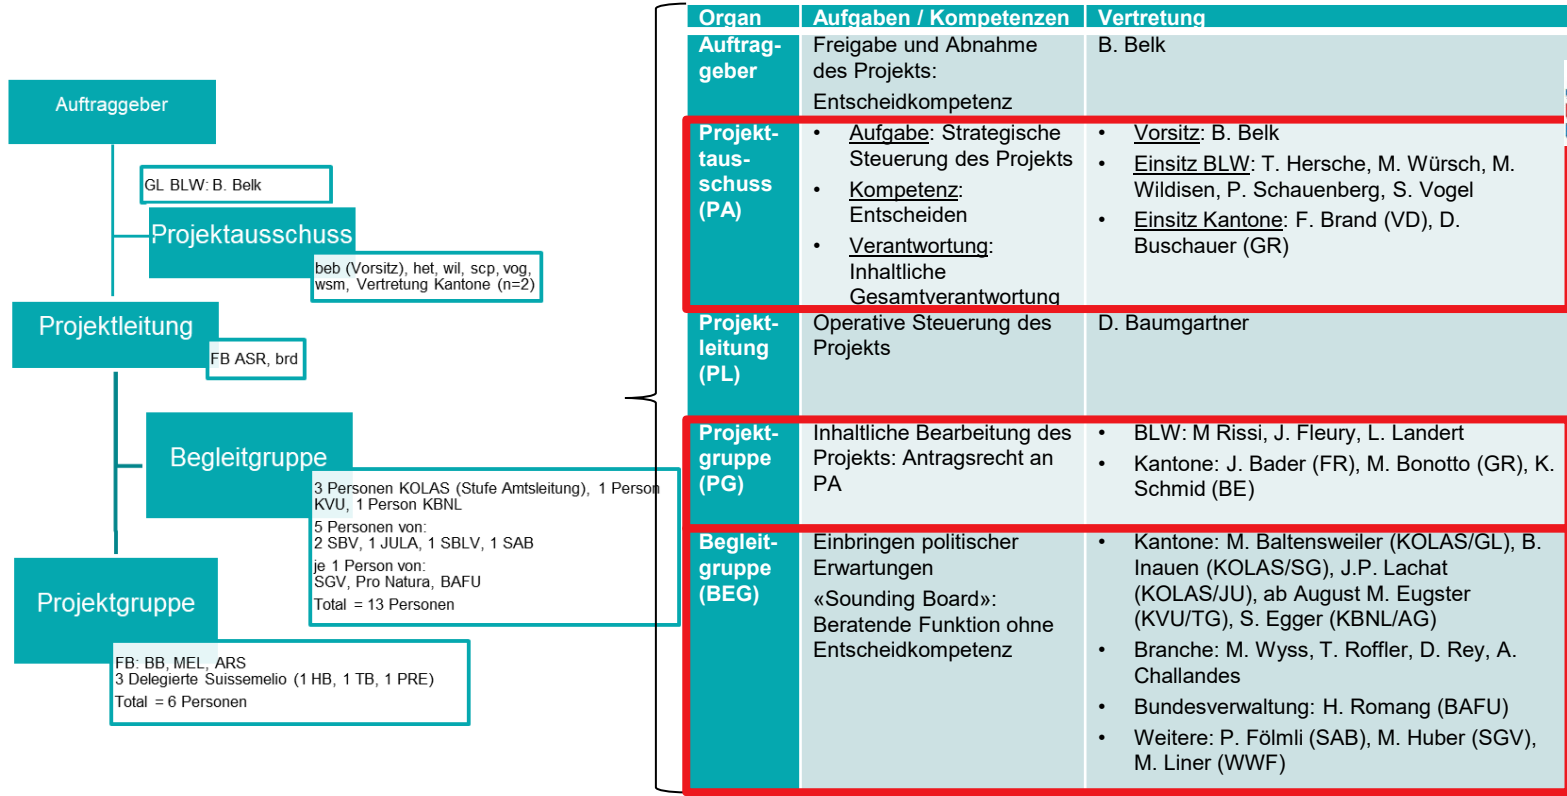 Auftraggeber
GL BLW: B. Belk
Projektausschuss
beb (Vorsitz), het, wil, scp, vog,
wsm, Vertretung Kantone (n=2)
Projektleitung
FB ASR, brd
Begleitgruppe
3 Personen KOLAS (Stufe Amtsleitung), 1 Person
KVU, 1 Person KBNL
5 Personen von:
2 SBV, 1 JULA, 1 SBLV, 1 SAB
je 1 Person von:
SGV, Pro Natura, BAFU
Total = 13 Personen
Projektgruppe
FB: BB, MEL, ARS
3 Delegierte Suissemelio (1 HB, 1 TB, 1 PRE)
Total = 6 Personen
Organ Aufgaben / Kompetenzen Vertretung
Auftrag-
geber
Freigabe und Abnahme
des Projekts:
Entscheidkompetenz
B. Belk
Projekt-
taus-
schuss
(PA)
• Aufgabe: Strategische
Steuerung des Projekts
• Kompetenz:
Entscheiden
• Verantwortung:
Inhaltliche
Gesamtverantwortung
• Vorsitz: B. Belk
• Einsitz BLW: T. Hersche, M. Würsch, M.
Wildisen, P. Schauenberg, S. Vogel
• Einsitz Kantone: F. Brand (VD), D.
Buschauer (GR)
Projekt-
leitung
(PL)
Operative Steuerung des
Projekts
D. Baumgartner
Projekt-
gruppe
(PG)
Inhaltliche Bearbeitung des
Projekts: Antragsrecht an
PA
• BLW: M Rissi, J. Fleury, L. Landert
• Kantone: J. Bader (FR), M. Bonotto (GR), K.
Schmid (BE)
Begleit-
gruppe
(BEG)
Einbringen politischer
Erwartungen
«Sounding Board»:
Beratende Funktion ohne
Entscheidkompetenz
• Kantone: M. Baltensweiler (KOLAS/GL), B.
Inauen (KOLAS/SG), J.P. Lachat
(KOLAS/JU), ab August M. Eugster
(KVU/TG), S. Egger (KBNL/AG)
• Branche: M. Wyss, T. Roffler, D. Rey, A.
Challandes
• Bundesverwaltung: H. Romang (BAFU)
• Weitere: P. Fölmli (SAB), M. Huber (SGV),
M. Liner (WWF)